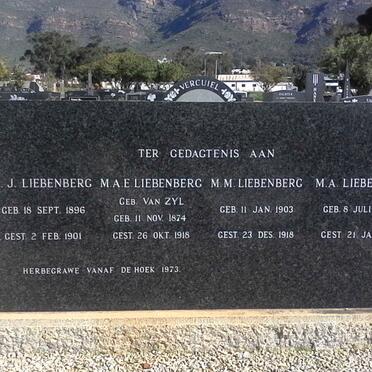 VERCUIEL
TER GEDAGTENIS AAN
J. LIEBENBERG M.A.E. LIEBENBERG M.M. LIEBENBERG M.A. LIEBE
GEB. 18 SEPT. 1896 GEB. VAN ZYL GEB. 11 JAN. 1903 GEB. 8 JULI
GEB. 11 NOV. 1874
GEST. 2 FEB. 1901 GEST. 26 OKT. 1918 GEST. 23 DES. 1918 GEST. 21 JA
HERBEGRAWE VANAF DE HOEK 1973.